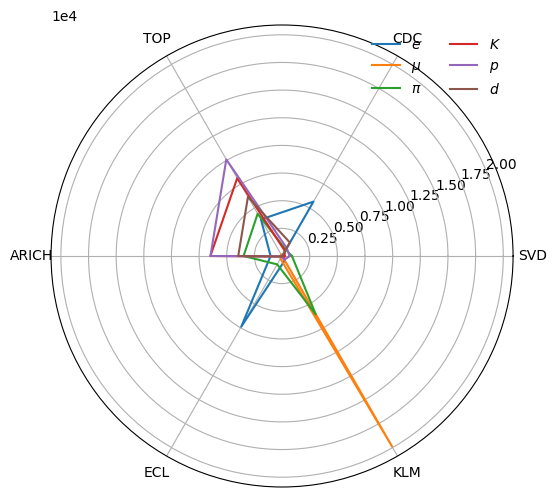 1e4
TOP
CDC
e K
μ p
π d
2.00
1.75
1.50
1.25
1.00
0.75
0.50
0.25
ARICH
SVD
ECL
KLM